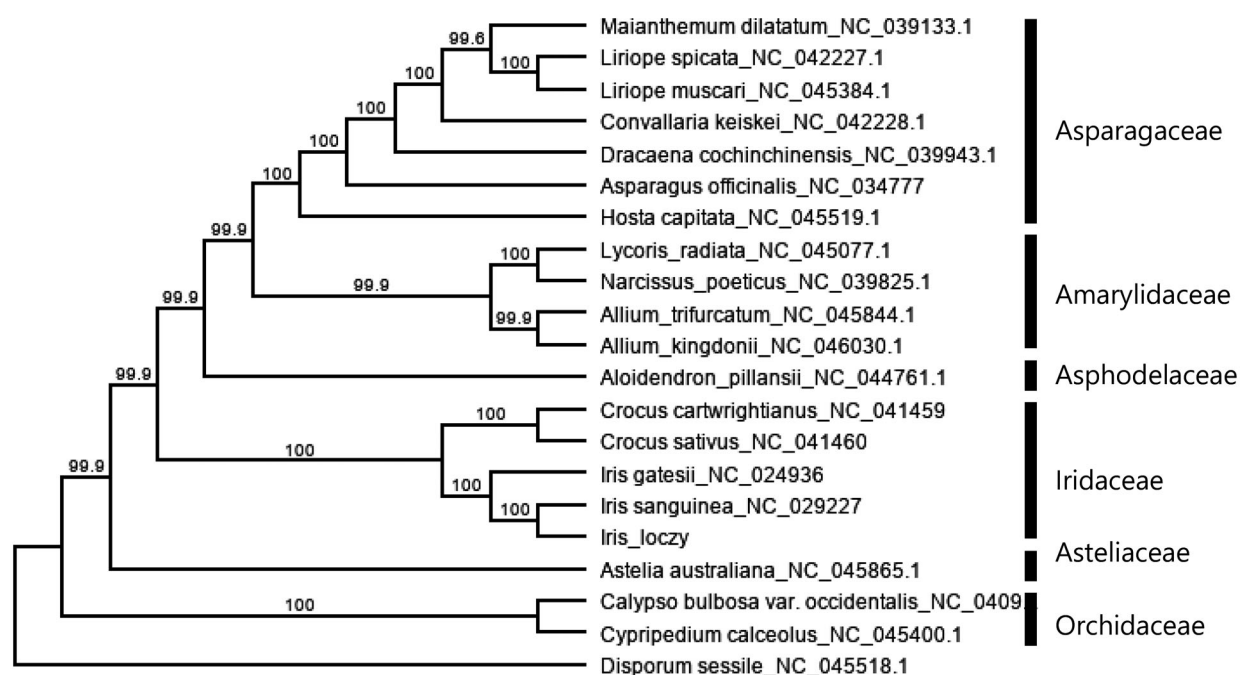 Maianthemum dilatatum_NC_039133.1
99.6
Liriope spicata_NC_042227.1
100
100
Liriope muscari_NC_045384.1
100
Convallaria keiskei_NC_042228.1
Asparagaceae
100
Dracaena cochinchinensis_NC_039943.1
100
Asparagus officinalis_NC_034777
Hosta capitata_NC_045519.1
99.9
Lycoris_radiata_NC_045077.1
100
Narcissus_poeticus_NC_039825.1
99.9
Amarylidaceae
99.9
Allium_trifurcatum_NC_045844.1
99.9
Allium_kingdonii_NC_046030.1
99.9
Aloidendron_pillansii_NC_044761.1
Asphodelaceae
Crocus cartwrightianus_NC_041459
100
Crocus sativus_NC_041460
100
99.9
Iris gatesii_NC_024936
Iridaceae
100
Iris sanguinea_NC_029227
100
Iris_loczy
Asteliaceae
Astelia australiana_NC_045865.1
Calypso bulbosa var. occidentalis_NC_0409
100
Orchidaceae
Cypripedium calceolus_NC_045400.1
Disporum sessile_NC_045518.1